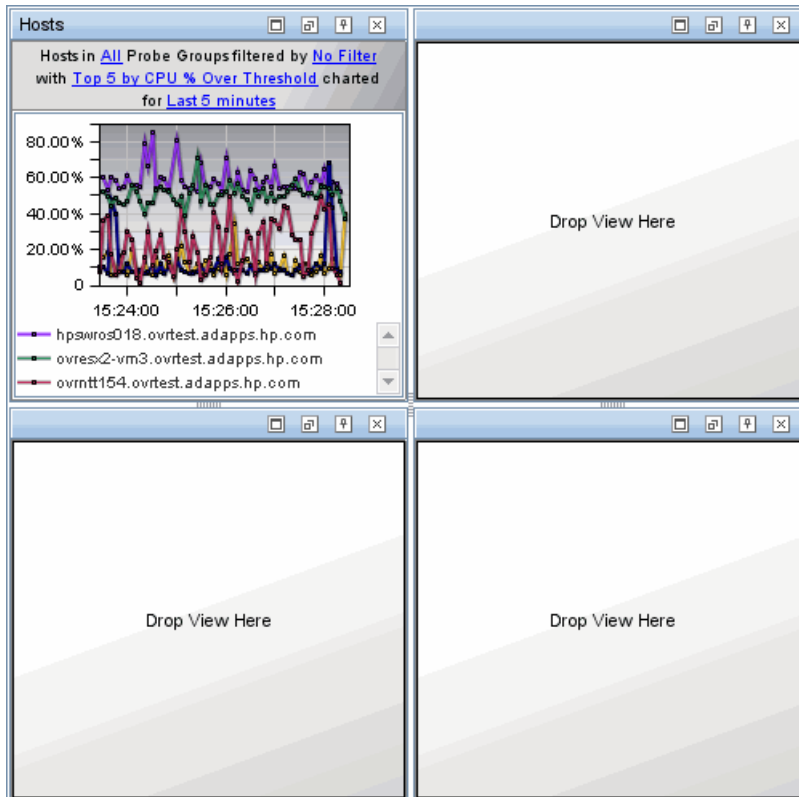 Hosts
Hosts in All Probe Groups filtered by No Filter
with Top 5 by CPU % Over Threshold charted
for Last 5 minutes
80.00%
60.00%
40.00%
20.00%
0
15:24:00 15:26:00 15:28:00
hpswros018.ovrtest.adapps.hp.com
ovresx2-vm3.ovrtest.adapps.hp.com
ovrntt154.ovrtest.adapps.hp.com
Drop View Here
Drop View Here
Drop View Here